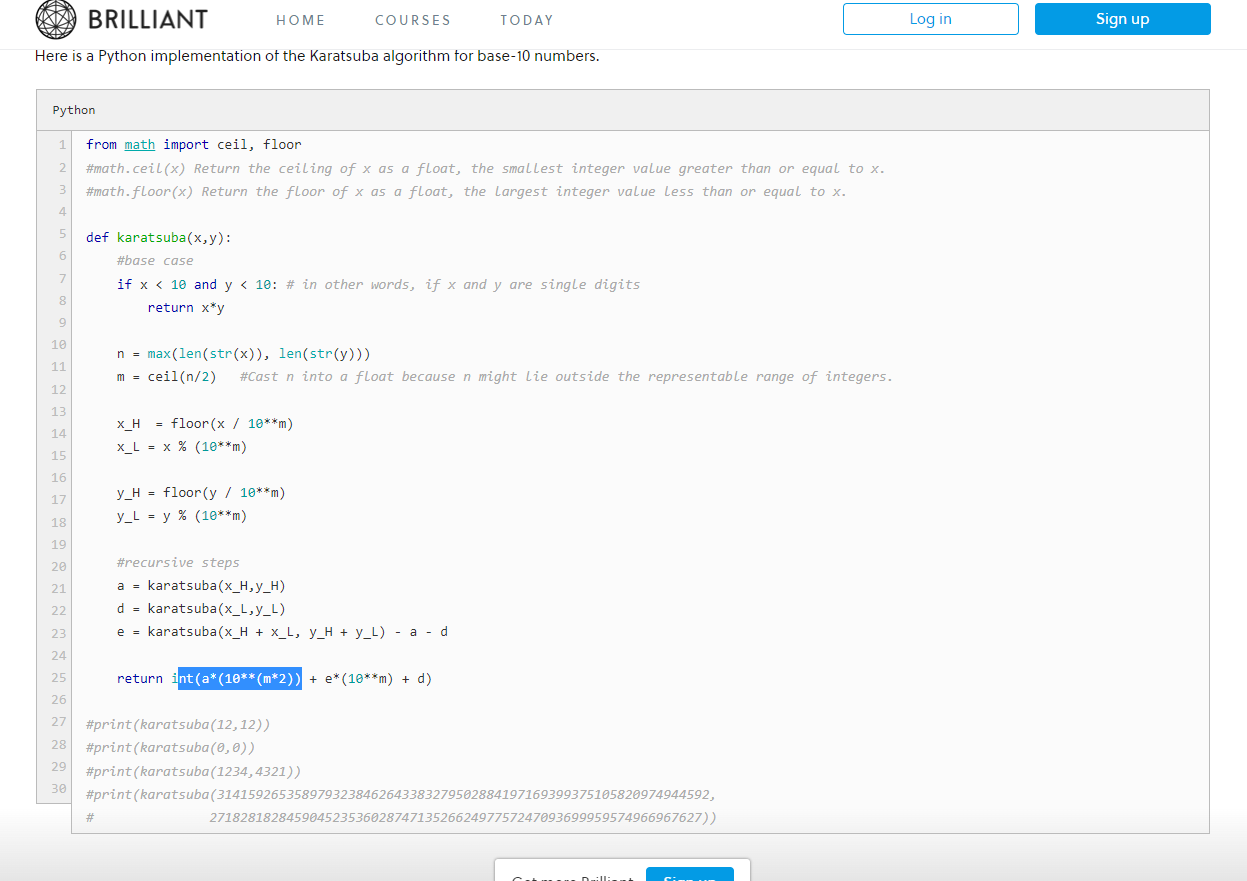 BRILLIANT HOME COURSES TODAY Log in Sign up
Here is a Python implementation of the Karatsuba algorithm for base-10 numbers.
Python
1 from math import ceil, floor
2 #math.ceil(x) Return the ceiling of x as a float, the smallest integer value greater than or equal to x.
3 #math.floor(x) Return the floor of x as a float, the largest integer value less than or equal to x.
4
5 def karatsuba(x,y):
6     #base case
7     if x < 10 and y < 10: # in other words, if x and y are single digits
8         return x*y
9
10     n = max(len(str(x)), len(str(y)))
11     m = ceil(n/2)   #Cast n into a float because n might lie outside the representable range of integers.
12
13     x_H  = floor(x / 10**m)
14     x_L = x % (10**m)
15
16     y_H = floor(y / 10**m)
17     y_L = y % (10**m)
18
19     #recursive steps
20     a = karatsuba(x_H,y_H)
21     d = karatsuba(x_L,y_L)
22     e = karatsuba(x_H + x_L, y_H + y_L) - a - d
23
24     return int(a*(10**(m*2)) + e*(10**m) + d)
25
26 #print(karatsuba(12,12))
27 #print(karatsuba(0,0))
28 #print(karatsuba(1234,4321))
29 #print(karatsuba(3141592653589793238462643383279502884197169399375105820974944592,
30 #               2718281828459045235360287471352662497757247093699959574966967627))
Get more Brilliant. Sign up